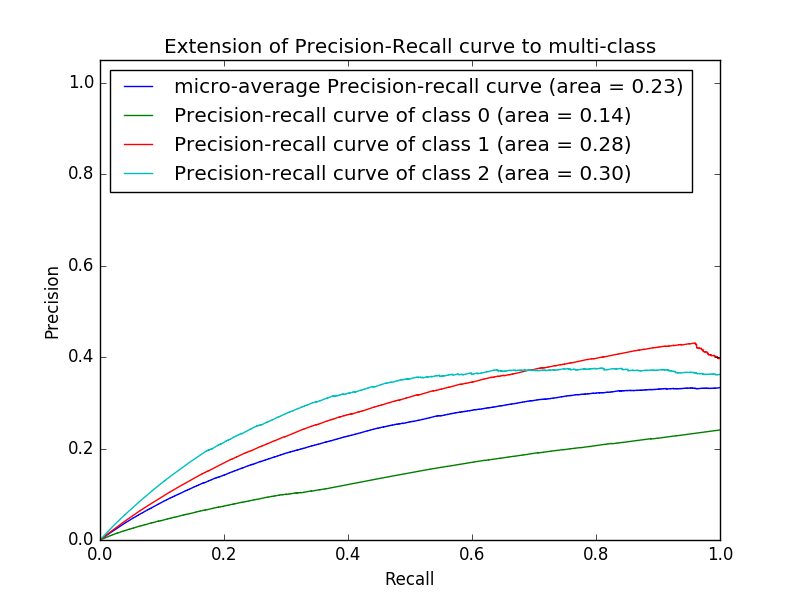 Extension of Precision-Recall curve to multi-class
micro-average Precision-recall curve (area = 0.23)
Precision-recall curve of class 0 (area = 0.14)
Precision-recall curve of class 1 (area = 0.28)
Precision-recall curve of class 2 (area = 0.30)
1.0
0.8
0.6
0.4
0.2
0.0
Precision
0.0 0.2 0.4 0.6 0.8 1.0
Recall